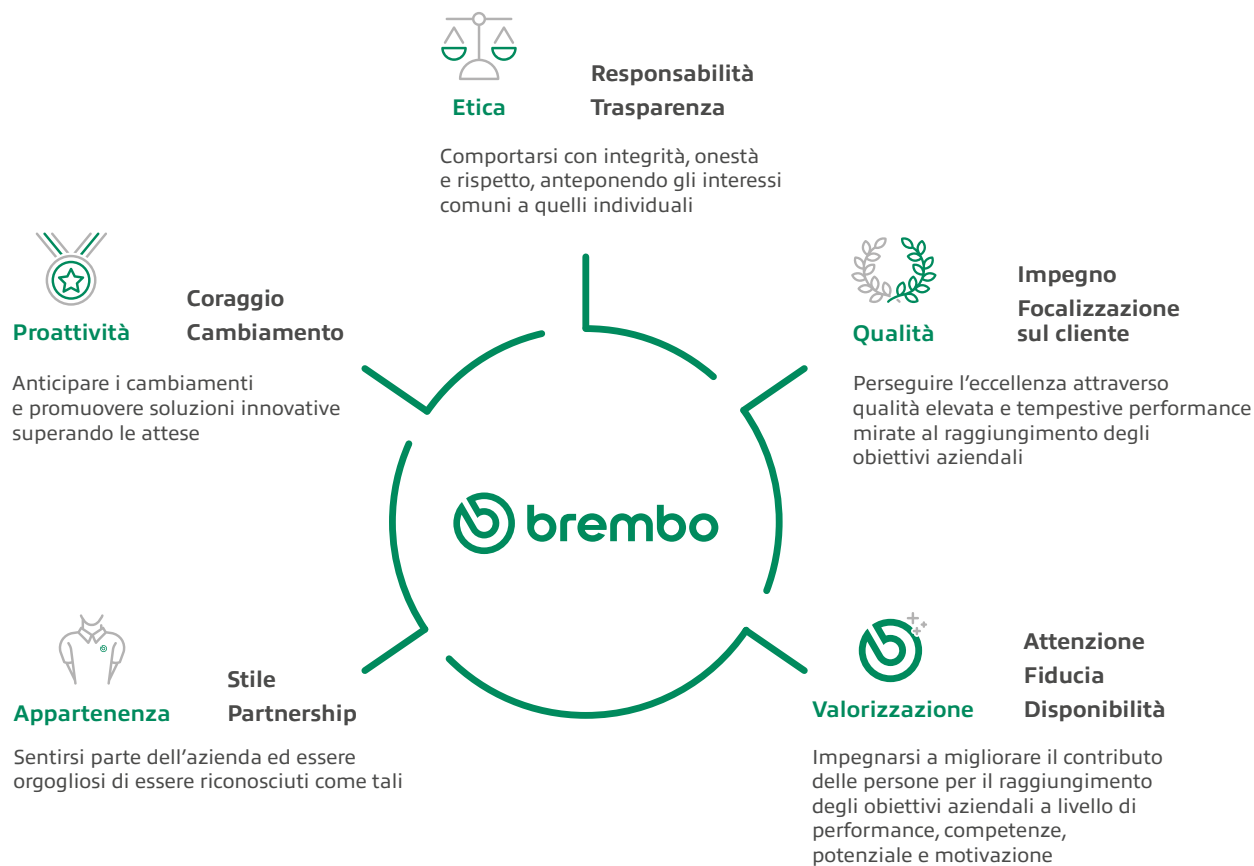 Etica
Responsabilità
Trasparenza
Comportarsi con integrità, onestà
e rispetto, anteponendo gli interessi
comuni a quelli individuali
Proattività
Coraggio
Cambiamento
Anticipare i cambiamenti
e promuovere soluzioni innovative
superando le attese
Qualità
Impegno
Focalizzazione
sul cliente
Perseguire l’eccellenza attraverso
qualità elevata e tempestive performance
mirate al raggiungimento degli
obiettivi aziendali
brembo
Appartenenza
Stile
Partnership
Sentirsi parte dell’azienda ed essere
orgogliosi di essere riconosciuti come tali
Valorizzazione
Attenzione
Fiducia
Disponibilità
Impegnarsi a migliorare il contributo
delle persone per il raggiungimento
degli obiettivi aziendali a livello di
performance, competenze,
potenziale e motivazione